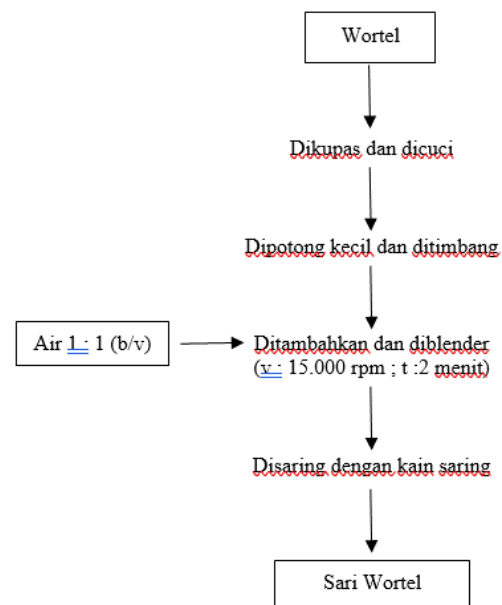 Wortel
Dikupas dan dicuci
Dipotong kecil dan ditimbang
Air 1 : 1 (b/v)
Ditambahkan dan diblender
(v : 15.000 rpm ; t :2 menit)
Disaring dengan kain saring
Sari Wortel